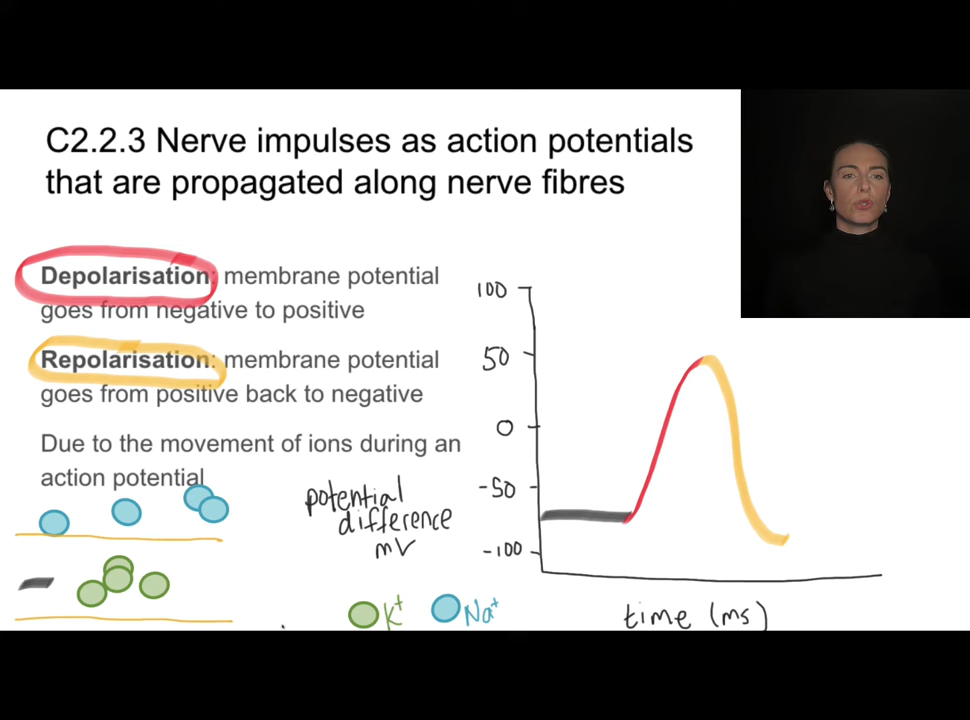 C2.2.3 Nerve impulses as action potentials
that are propagated along nerve fibres
Depolarisation: membrane potential
goes from negative to positive
Repolarisation: membrane potential
goes from positive back to negative
Due to the movement of ions during an
action potential
potential
difference
mV
100
50
0
-50
-100
time (ms)
K+
Na+